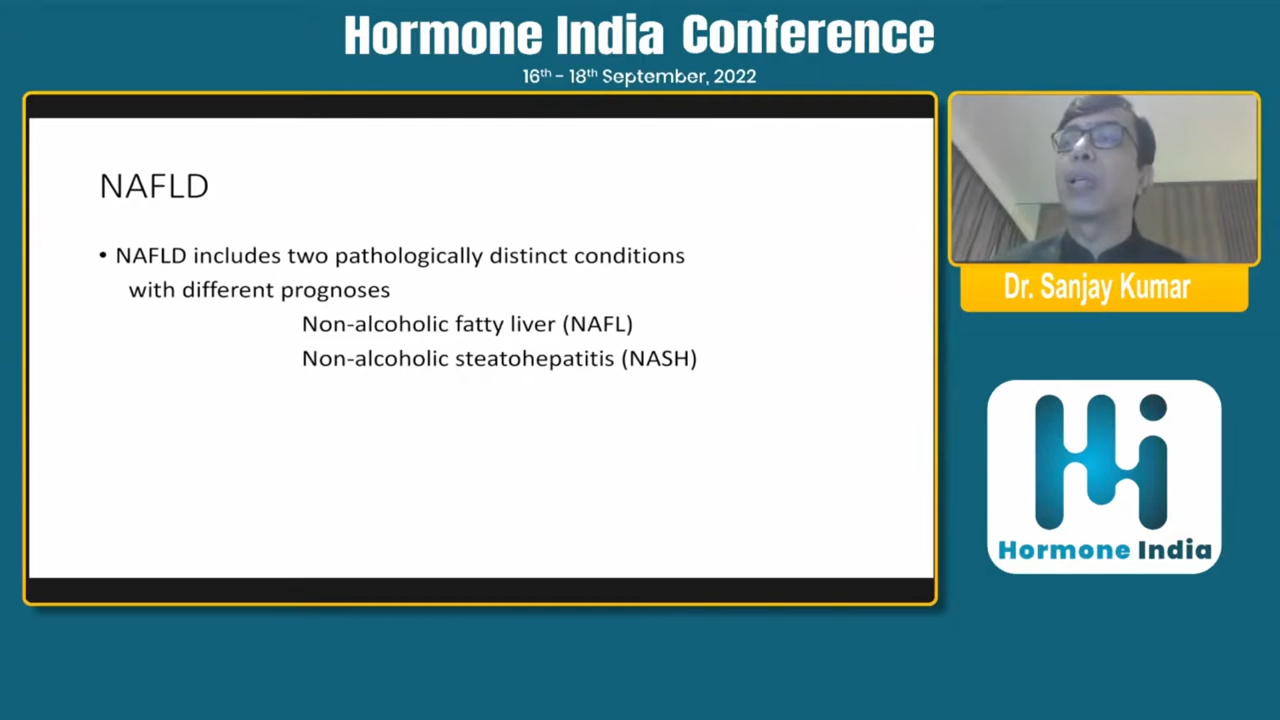 Hormone India Conference
16th - 18th September, 2022
NAFLD
• NAFLD includes two pathologically distinct conditions
with different prognoses
Non-alcoholic fatty liver (NAFL)
Non-alcoholic steatohepatitis (NASH)
Dr. Sanjay Kumar
Hi
Hormone India